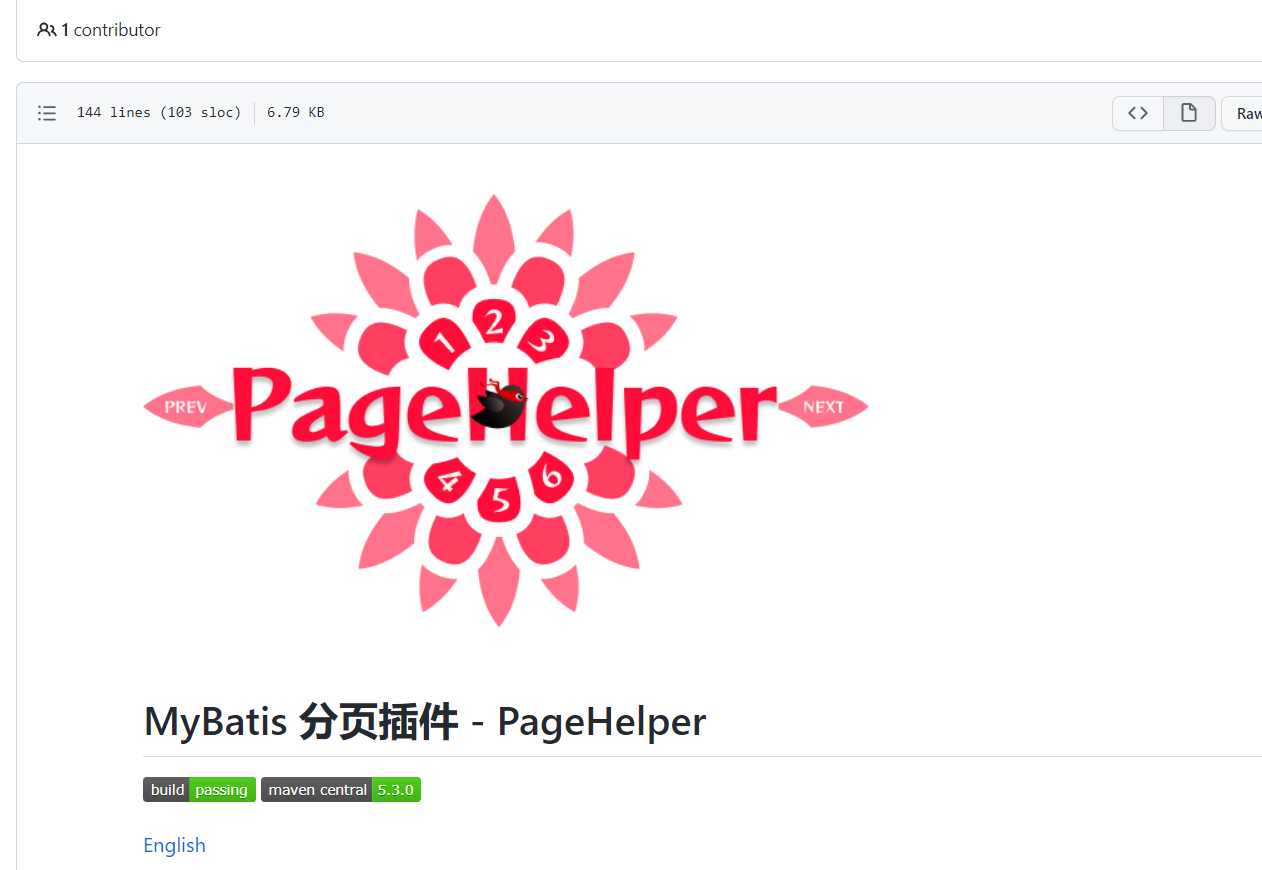 1 contributor
144 lines (103 sloc) 6.79 KB
Raw
2
1 3
PREV PageHelper NEXT
4 6
5
MyBatis 分页插件 - PageHelper
build passing maven central 5.3.0
English